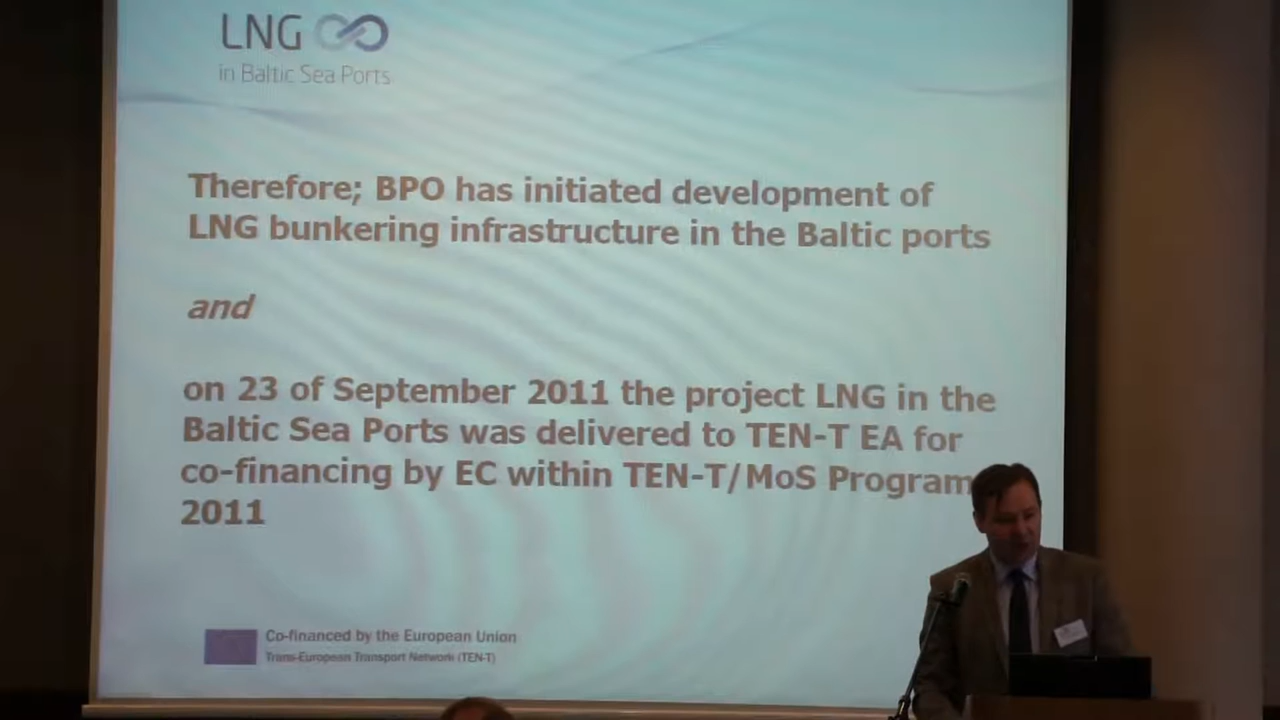 LNG
in Baltic Sea Ports
Therefore; BPO has initiated development of
LNG bunkering infrastructure in the Baltic ports
and
on 23 of September 2011 the project LNG in the
Baltic Sea Ports was delivered to TEN-T EA for
co-financing by EC within TEN-T/MoS Program
2011
Co-financed by the European Union
Trans-European Transport Network (TEN-T)